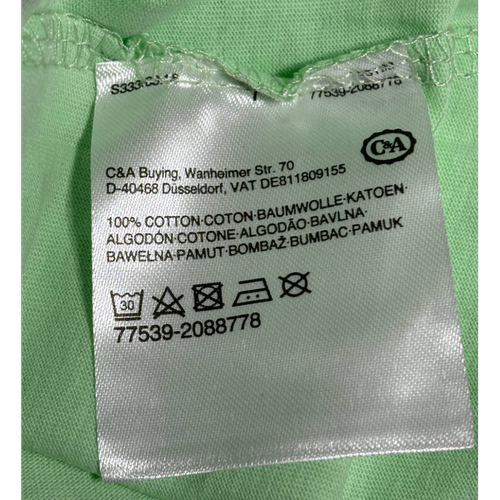 77539-2088778
C&A
C&A Buying, Wanheimer Str. 70
D-40468 Düsseldorf, VAT DE811809155
100% COTTON·COTON·BAUMWOLLE·KATOEN·
ALGODÓN·COTONE·ALGODÃO·BAVLNA·
BAWEŁNA·PAMUT·BOMBAŽ·BUMBAC·PAMUK
30
77539-2088778